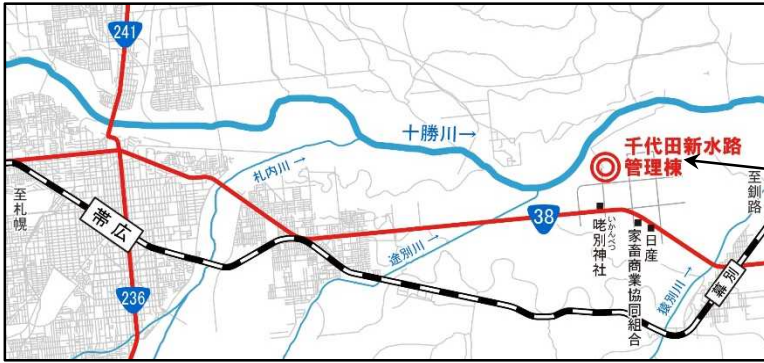 241
十勝川→
千代田新水路
管理棟
札内川→
至札幌
帯広
至釧路
38
いかんべつ
咾別神社
日産
家畜商業協同組合
途別川→
猿別川→
幕別
236